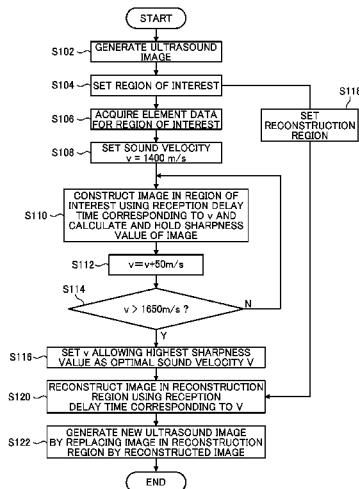 START
S102
GENERATE ULTRASOUND
IMAGE
S104
SET REGION OF INTEREST
S118
SET
RECONSTRUCTION
REGION
S106
ACQUIRE ELEMENT DATA
FOR REGION OF INTEREST
S108
SET SOUND VELOCITY
v = 1400 m/s
S110
CONSTRUCT IMAGE IN REGION OF
INTEREST USING RECEPTION DELAY
TIME CORRESPONDING TO v AND
CALCULATE AND HOLD SHARPNESS
VALUE OF IMAGE
S112
v=v+50m/s
S114
v > 1650m/s ?
N
Y
S116
SET v ALLOWING HIGHEST SHARPNESS
VALUE AS OPTIMAL SOUND VELOCITY V
S120
RECONSTRUCT IMAGE IN RECONSTRUCTION
REGION USING RECEPTION
DELAY TIME CORRESPONDING TO V
S122
GENERATE NEW ULTRASOUND IMAGE
BY REPLACING IMAGE IN RECONSTRUCTION
REGION BY RECONSTRUCTED IMAGE
END